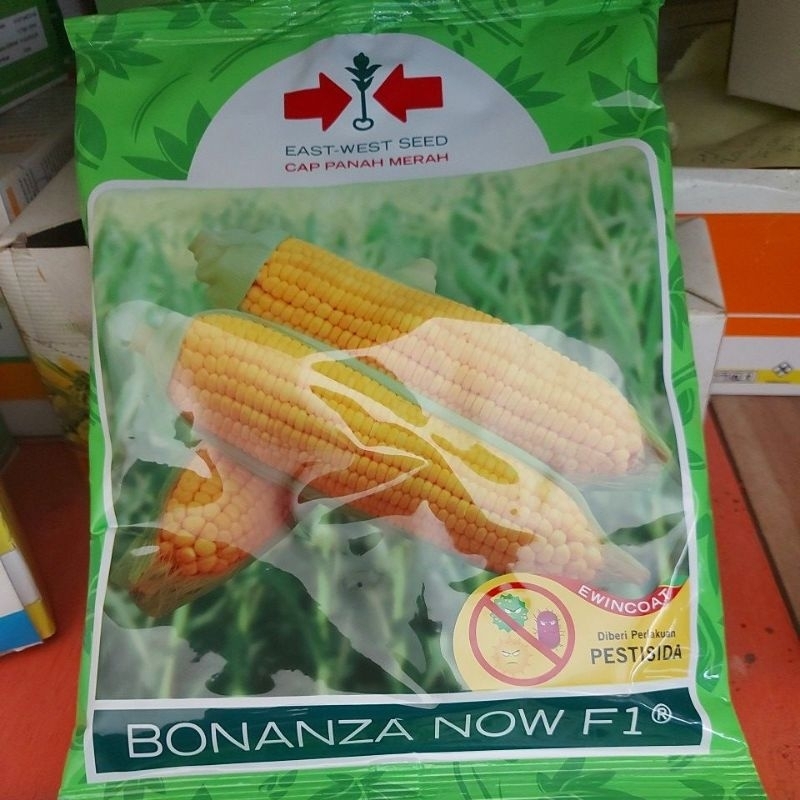 EAST-WEST SEED
CAP PANAH MERAH
EWINCOAT
Diberi Perlakuan
PESTISIDA
BONANZA NOW F1®